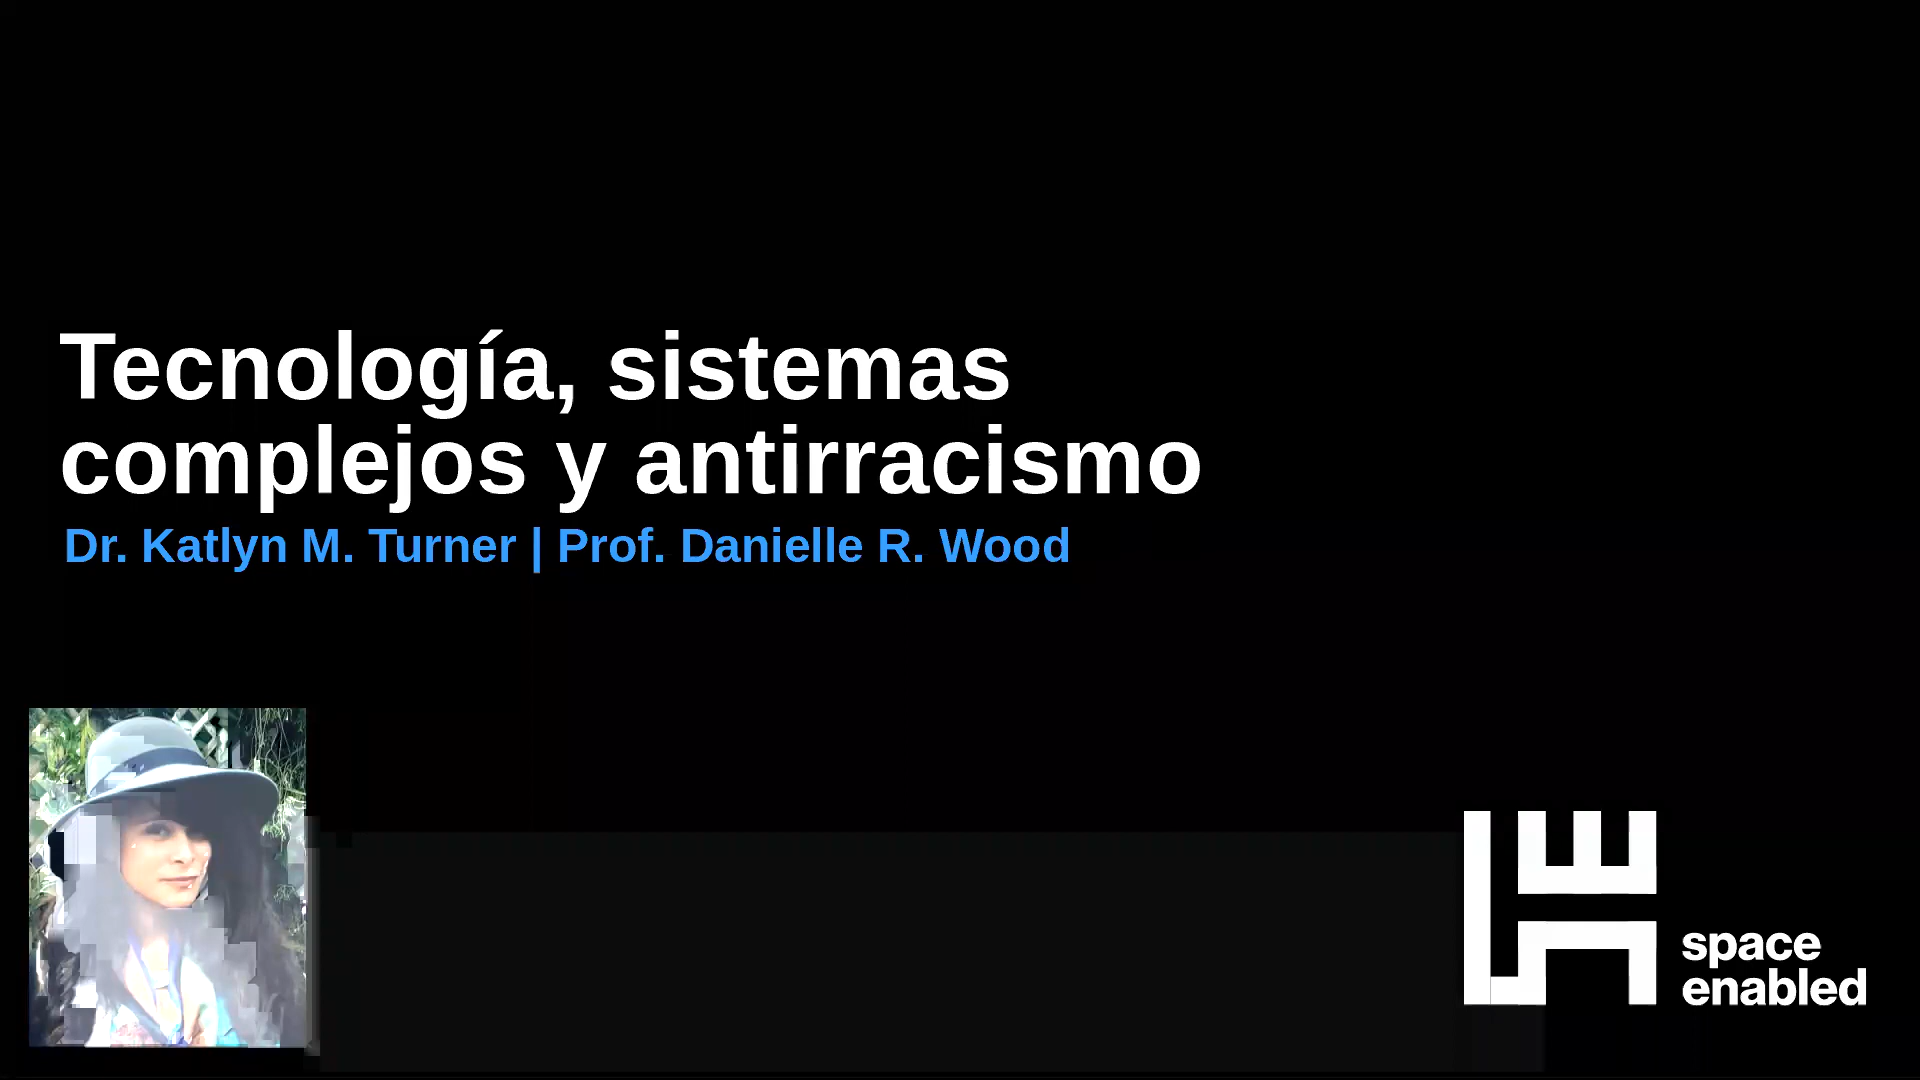 Tecnología, sistemas
complejos y antirracismo
Dr. Katlyn M. Turner | Prof. Danielle R. Wood
space
enabled